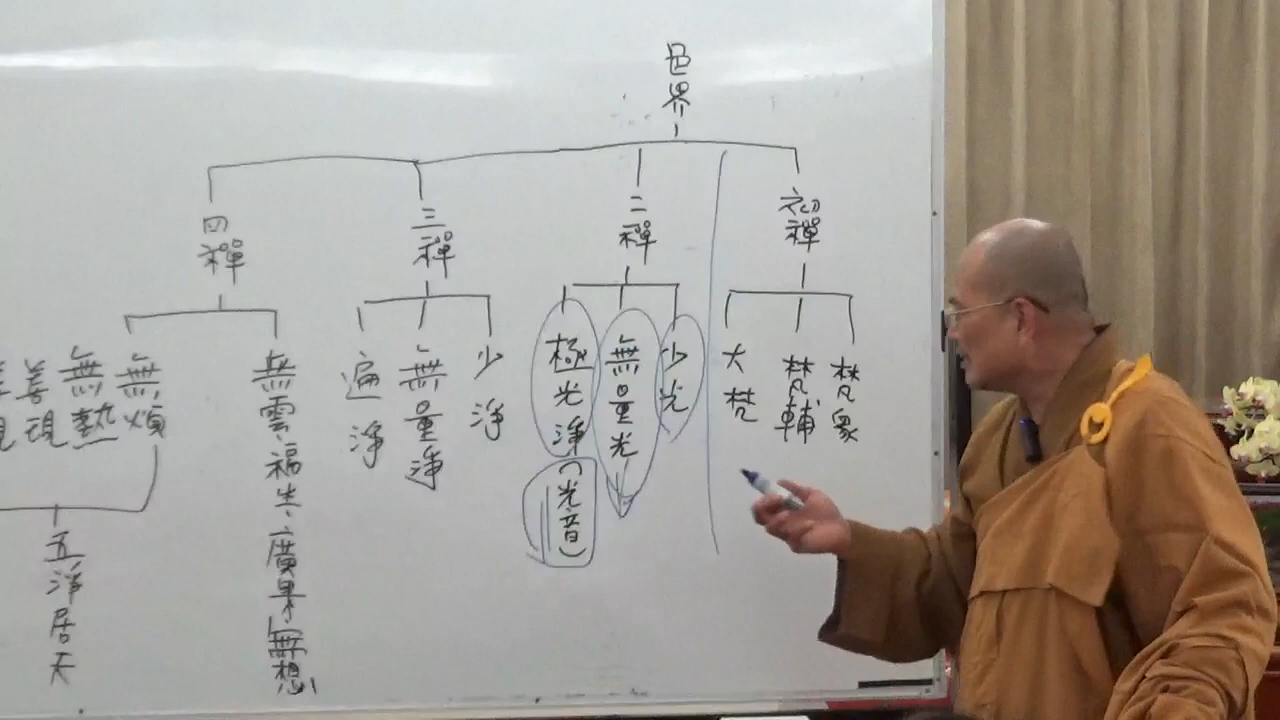 色界
初禪
二禪
三禪
四禪
梵眾
梵輔
大梵
少光
無量光
極光淨(光音)
少淨
無量淨
遍淨
無雲福生廣果無想
無煩
無熱
善現
五淨居天